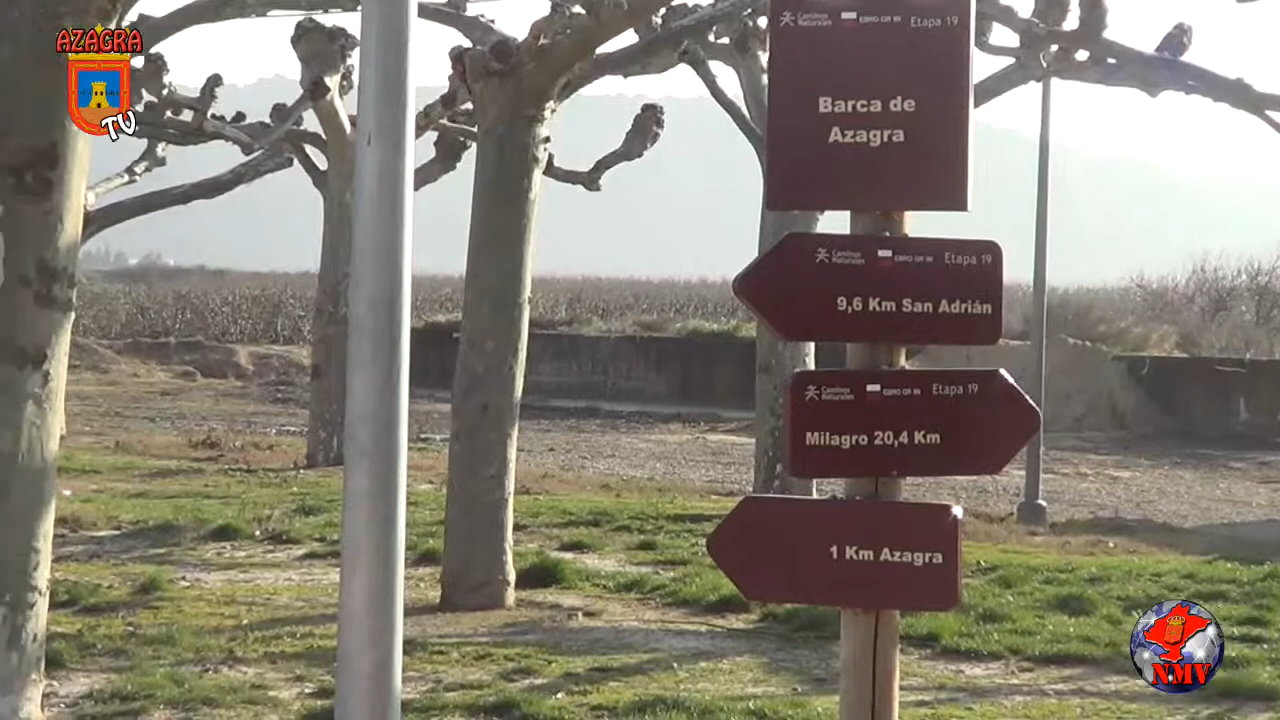 AZAGRA
TV
Caminos
Naturales
EBRO GR 99
Etapa 19
Barca de
Azagra
Caminos
Naturales
EBRO GR 99
Etapa 19
9,6 Km San Adrián
Caminos
Naturales
EBRO GR 99
Etapa 19
Milagro 20,4 Km
1 Km Azagra
NMV